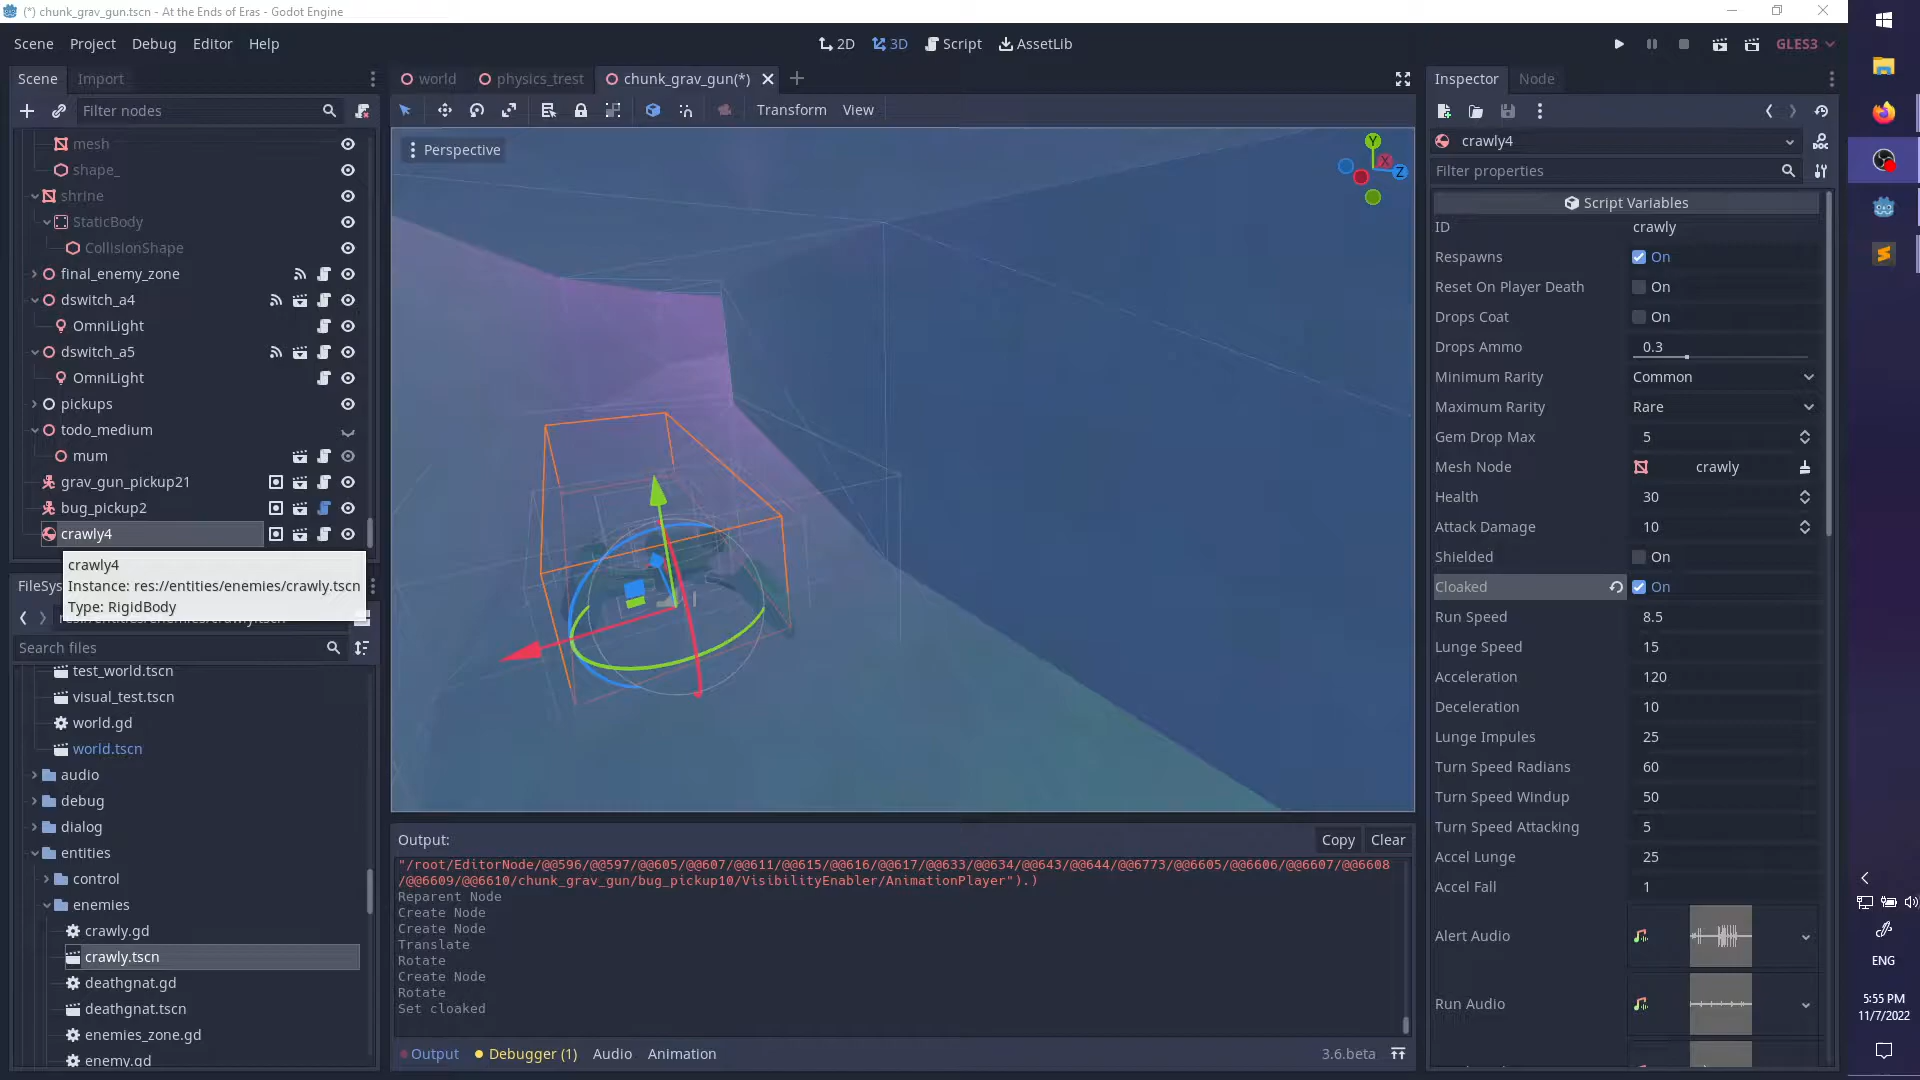 (*) chunk_grav_gun.tscn - At the Ends of Eras - Godot Engine
Scene Project Debug Editor Help
2D 3D Script AssetLib
GLES3
Scene Import
world physics_trest chunk_grav_gun(*)
Inspector Node
Filter nodes
Transform View
mesh
shape_
shrine
StaticBody
CollisionShape
final_enemy_zone
dswitch_a4
OmniLight
dswitch_a5
OmniLight
pickups
todo_medium
mum
grav_gun_pickup21
bug_pickup2
crawly4
crawly4
Instance: res://entities/enemies/crawly.tscn
Type: RigidBody
FileSys
Search files
test_world.tscn
visual_test.tscn
world.gd
world.tscn
audio
debug
dialog
entities
control
enemies
crawly.gd
crawly.tscn
deathgnat.gd
deathgnat.tscn
enemies_zone.gd
enemy.gd
Perspective
Y
X
Z
Output:
Copy Clear
"/root/EditorNode/@@596/@@597/@@605/@@607/@@611/@@615/@@616/@@617/@@633/@@634/@@643/@@644/@@6773/@@6605/@@6606/@@6607/@@6608
/@@6609/@@6610/chunk_grav_gun/bug_pickup10/VisibilityEnabler/AnimationPlayer").)
Reparent Node
Create Node
Create Node
Translate
Rotate
Create Node
Rotate
Set cloaked
Output Debugger (1) Audio Animation
3.6.beta
crawly4
DOC
Filter properties
Script Variables
ID crawly
Respawns On
Reset On Player Death On
Drops Coat On
Drops Ammo 0.3
Minimum Rarity Common
Maximum Rarity Rare
Gem Drop Max 5
Mesh Node crawly
Health 30
Attack Damage 10
Shielded On
Cloaked On
Run Speed 8.5
Lunge Speed 15
Acceleration 120
Deceleration 10
Lunge Impules 25
Turn Speed Radians 60
Turn Speed Windup 50
Turn Speed Attacking 5
Accel Lunge 25
Accel Fall 1
Alert Audio
Run Audio
ENG
5:55 PM
11/7/2022